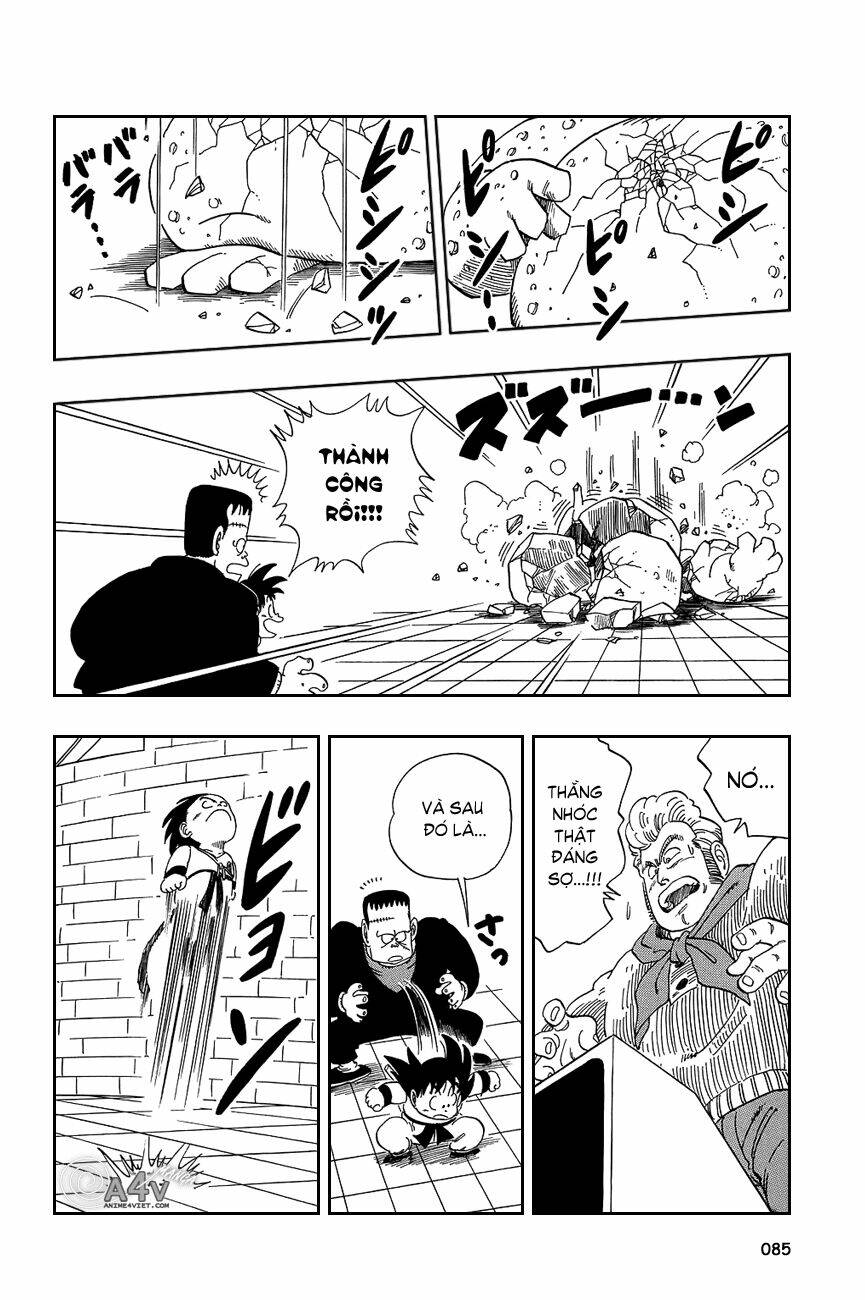 ピシ
ピシッ
ピシピシッ
バラバラ…
ズズーーン
THÀNH
CÔNG
RỒI!!!
NÓ...
THẰNG
NHÓC
THẬT
ĐÁNG
SỢ...!!!
VÀ SAU
ĐÓ LÀ...
さっ
ビョン
A4V
ANIME4VIET.COM
085